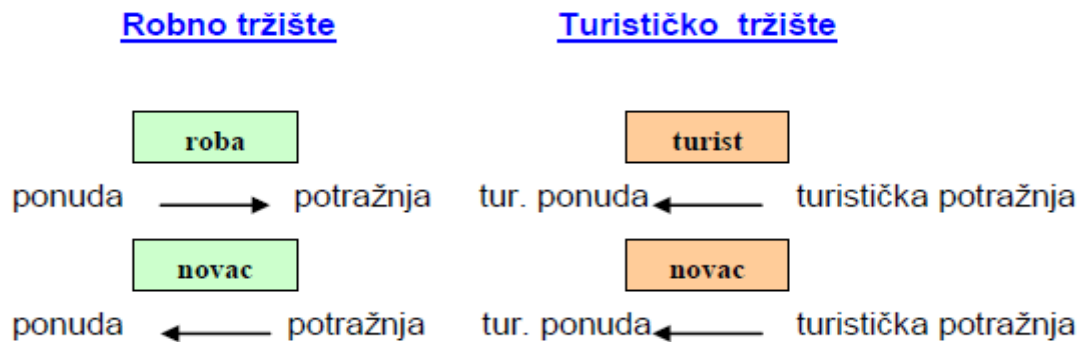 Robno tržište
Turističko tržište
roba
turist
ponuda potražnja
tur. ponuda turistička potražnja
novac
novac
ponuda potražnja
tur. ponuda turistička potražnja